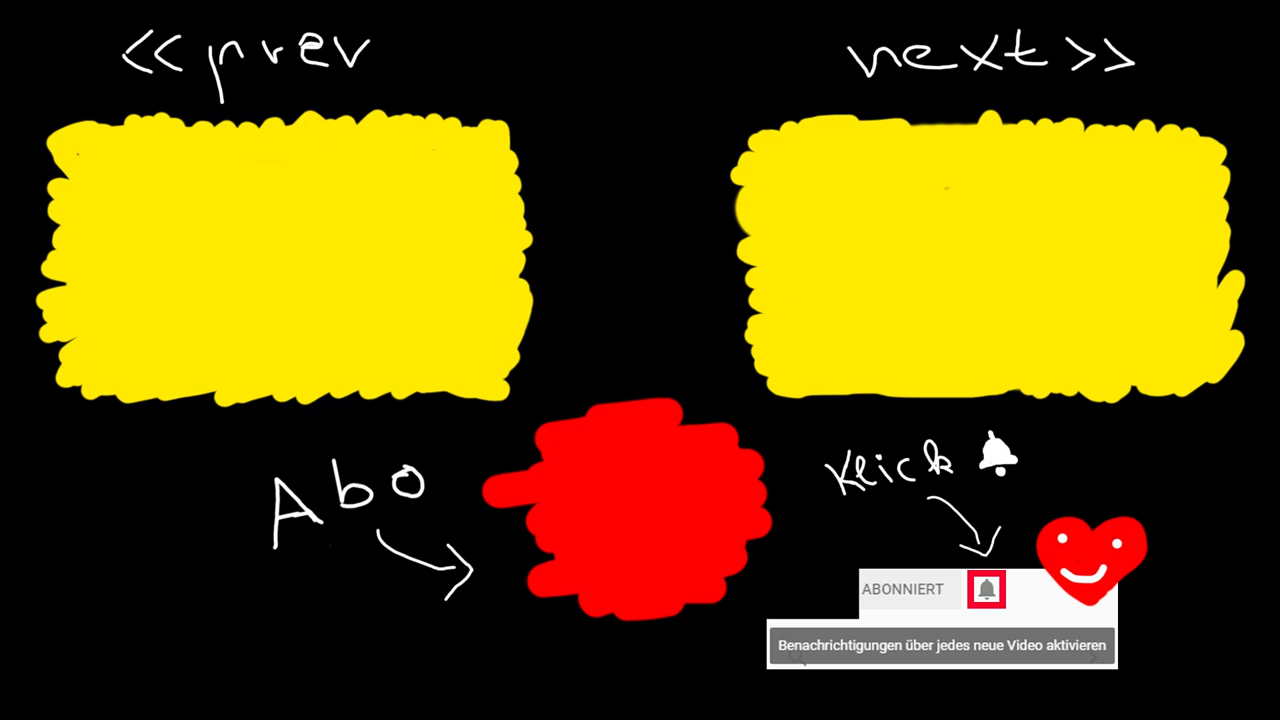 <<prev
next>>
Abo
Klick
ABONNIERT
Benachrichtigungen über jedes neue Video aktivieren